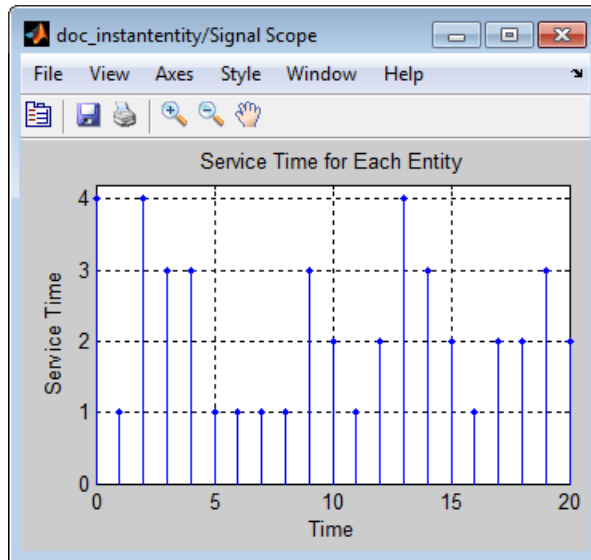 doc_instantentity/Signal Scope
File View Axes Style Window Help
Service Time for Each Entity
4
3
2
1
0
Service Time
0 5 10 15 20
Time